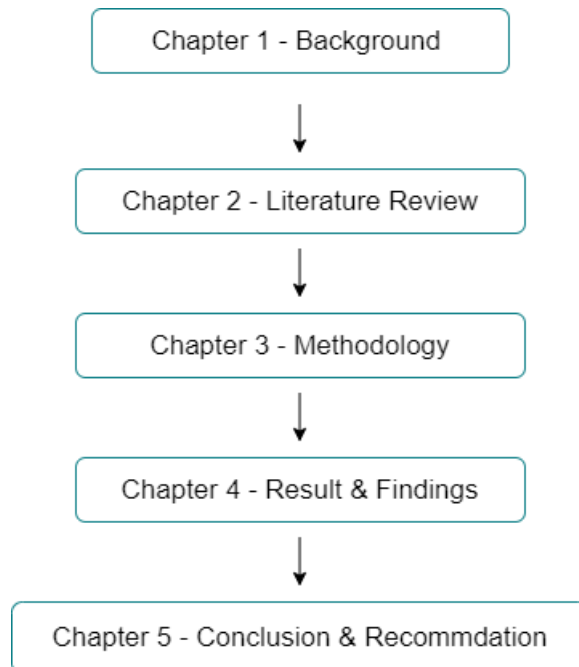 Chapter 1 - Background
Chapter 2 - Literature Review
Chapter 3 - Methodology
Chapter 4 - Result & Findings
Chapter 5 - Conclusion & Recommdation